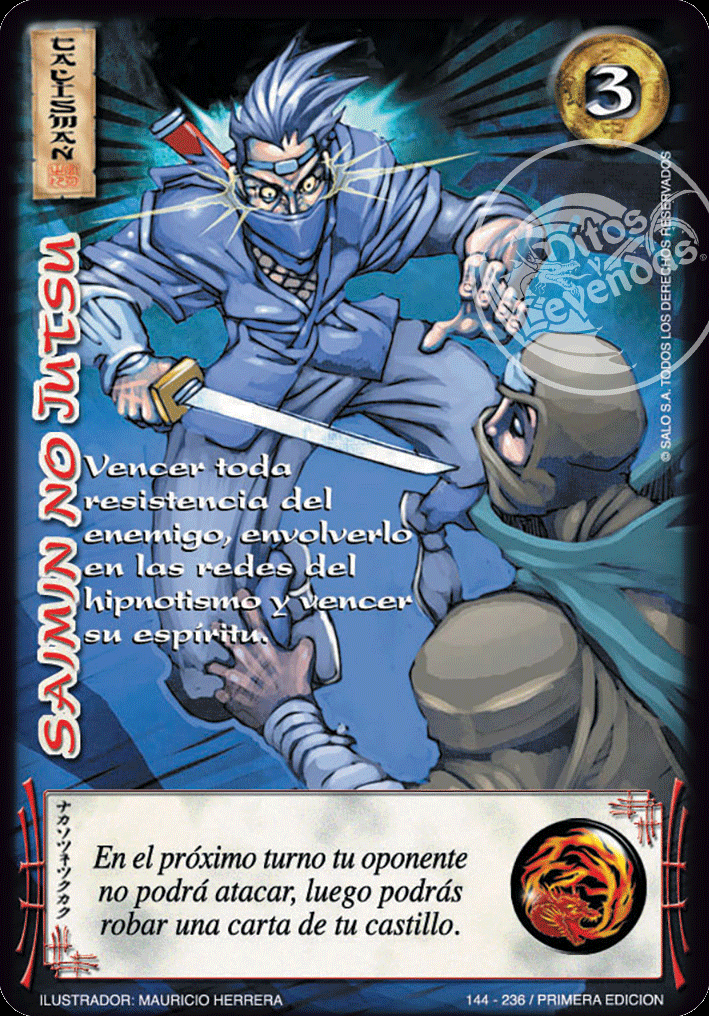 TALISMAN
3
Mitos
y
Leyendas
© SALO S.A. TODOS LOS DERECHOS RESERVADOS
SAIMIN NO JUTSU
Vencer toda
resistencia del
enemigo, envolverlo
en las redes del
hipnotismo y vencer
su espíritu.
ナカソツネツクカク
En el próximo turno tu oponente
no podrá atacar, luego podrás
robar una carta de tu castillo.
ILUSTRADOR: MAURICIO HERRERA
144 - 236 / PRIMERA EDICION